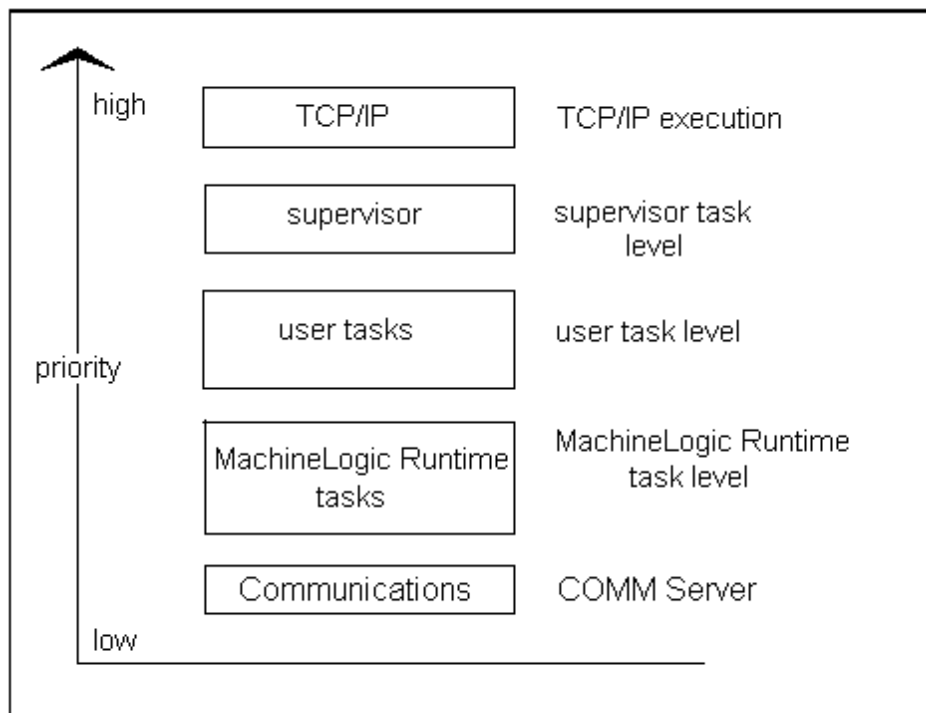 high
TCP/IP
TCP/IP execution
supervisor
supervisor task
level
user tasks
user task level
priority
MachineLogic Runtime
tasks
MachineLogic Runtime
task level
Communications
COMM Server
low